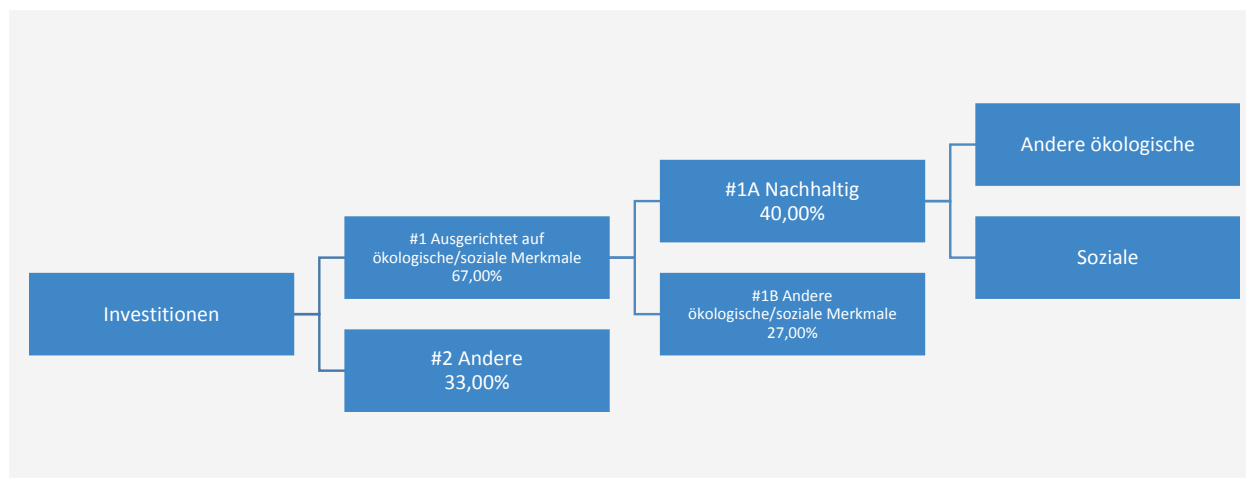 Investitionen
#1 Ausgerichtet auf
ökologische/soziale Merkmale
67,00%
#2 Andere
33,00%
#1A Nachhaltig
40,00%
#1B Andere
ökologische/soziale Merkmale
27,00%
Andere ökologische
Soziale